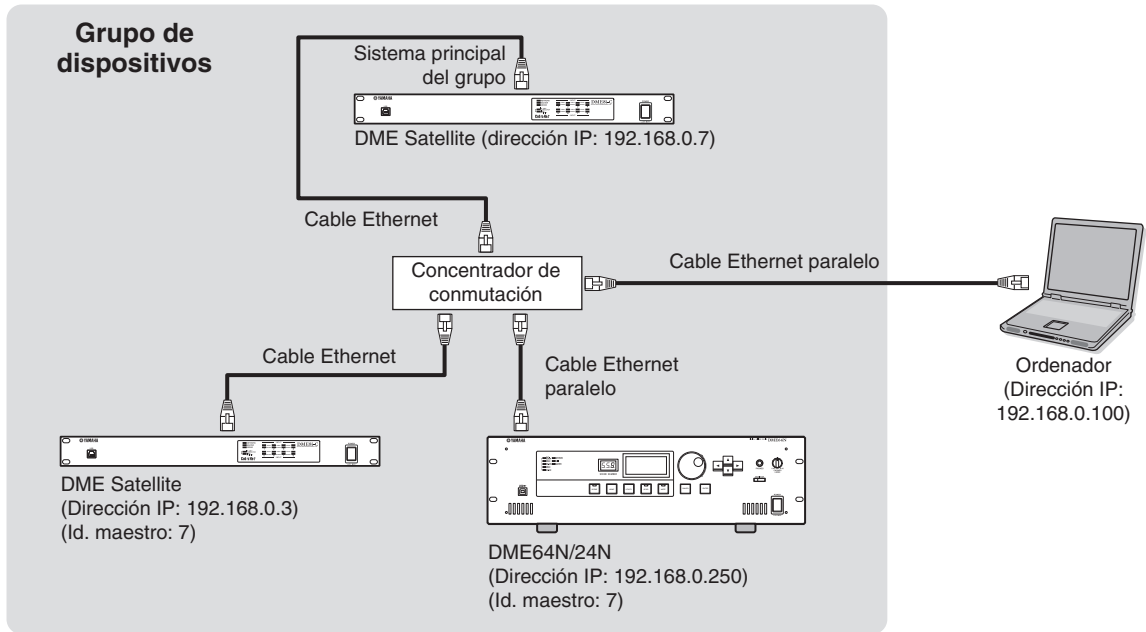 Grupo de
dispositivos
Sistema principal
del grupo
YAMAHA
DME Satellite (dirección IP: 192.168.0.7)
Cable Ethernet
Concentrador de
conmutación
Cable Ethernet paralelo
Cable Ethernet
Cable Ethernet
paralelo
Ordenador
(Dirección IP:
192.168.0.100)
YAMAHA
DME Satellite
(Dirección IP: 192.168.0.3)
(Id. maestro: 7)
YAMAHA
DME64N/24N
(Dirección IP: 192.168.0.250)
(Id. maestro: 7)